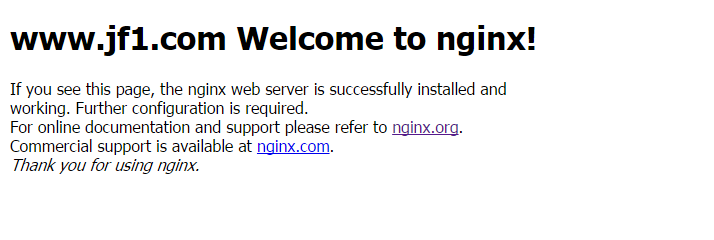 www.jf1.com Welcome to nginx!
If you see this page, the nginx web server is successfully installed and
working. Further configuration is required.
For online documentation and support please refer to nginx.org.
Commercial support is available at nginx.com.
Thank you for using nginx.